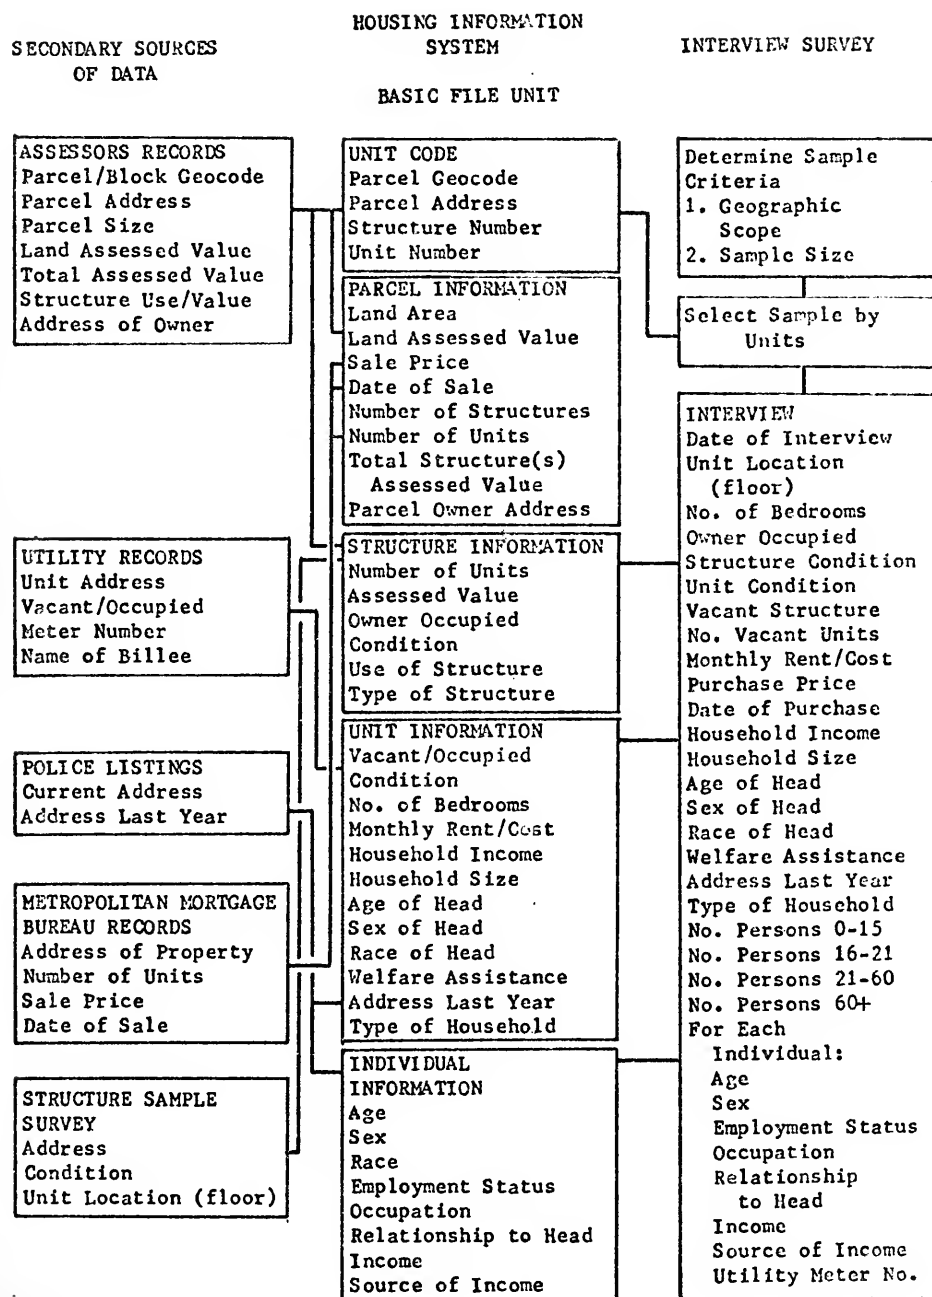 SECONDARY SOURCES
OF DATA
HOUSING INFORMATION
SYSTEM
BASIC FILE UNIT
INTERVIEW SURVEY
ASSESSORS RECORDS
Parcel/Block Geocode
Parcel Address
Parcel Size
Land Assessed Value
Total Assessed Value
Structure Use/Value
Address of Owner
UTILITY RECORDS
Unit Address
Vacant/Occupied
Meter Number
Name of Billee
POLICE LISTINGS
Current Address
Address Last Year
METROPOLITAN MORTGAGE
BUREAU RECORDS
Address of Property
Number of Units
Sale Price
Date of Sale
STRUCTURE SAMPLE
SURVEY
Address
Condition
Unit Location (floor)
UNIT CODE
Parcel Geocode
Parcel Address
Structure Number
Unit Number
PARCEL INFORMATION
Land Area
Land Assessed Value
Sale Price
Date of Sale
Number of Structures
Number of Units
Total Structure(s)
Assessed Value
Parcel Owner Address
STRUCTURE INFORMATION
Number of Units
Assessed Value
Owner Occupied
Condition
Use of Structure
Type of Structure
UNIT INFORMATION
Vacant/Occupied
Condition
No. of Bedrooms
Monthly Rent/Cost
Household Income
Household Size
Age of Head
Sex of Head
Race of Head
Welfare Assistance
Address Last Year
Type of Household
INDIVIDUAL
INFORMATION
Age
Sex
Race
Employment Status
Occupation
Relationship to Head
Income
Source of Income
Determine Sample
Criteria
1. Geographic
Scope
2. Sample Size
Select Sample by
Units
INTERVIEW
Date of Interview
Unit Location
(floor)
No. of Bedrooms
Owner Occupied
Structure Condition
Unit Condition
Vacant Structure
No. Vacant Units
Monthly Rent/Cost
Purchase Price
Date of Purchase
Household Income
Household Size
Age of Head
Sex of Head
Race of Head
Welfare Assistance
Address Last Year
Type of Household
No. Persons 0-15
No. Persons 16-21
No. Persons 21-60
No. Persons 60+
For Each
Individual:
Age
Sex
Employment Status
Occupation
Relationship
to Head
Income
Source of Income
Utility Meter No.